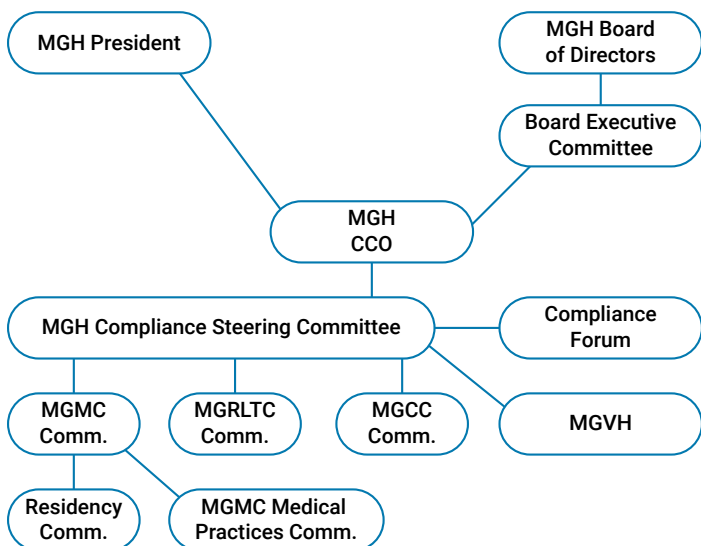 MGH President
MGH Board
of Directors
Board Executive
Committee
MGH
CCO
MGH Compliance Steering Committee
Compliance
Forum
MGMC
Comm.
MGRLTC
Comm.
MGCC
Comm.
MGVH
Residency
Comm.
MGMC Medical
Practices Comm.